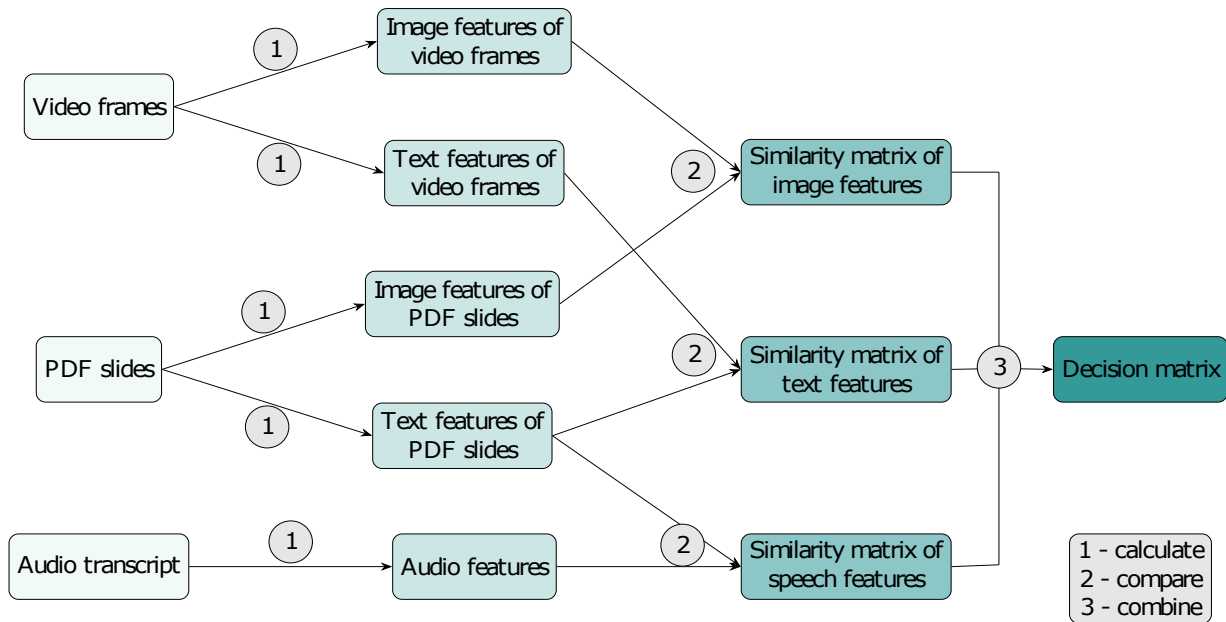 1
Image features of
video frames
Video frames
1
Text features of
video frames
2
Similarity matrix of
image features
1
Image features of
PDF slides
PDF slides
2
Similarity matrix of
text features
3
Decision matrix
1
Text features of
PDF slides
Audio transcript
1
Audio features
2
Similarity matrix of
speech features
1 - calculate
2 - compare
3 - combine